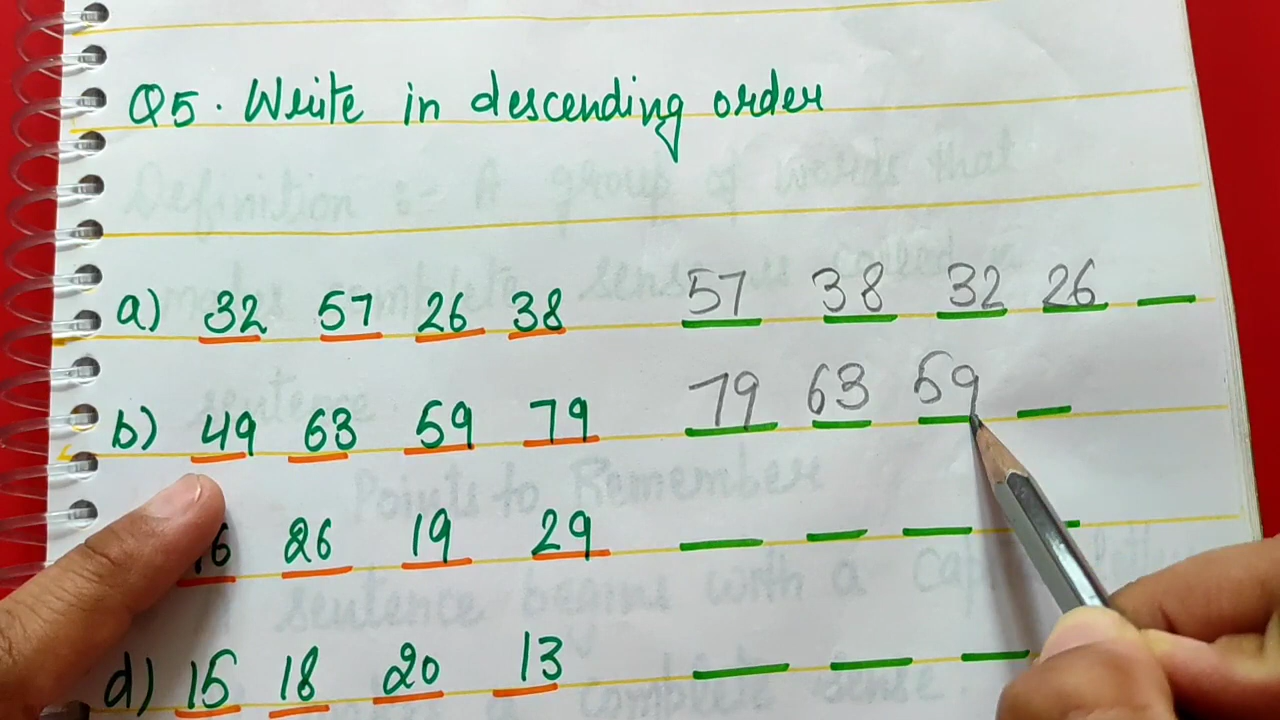 Q5. Write in descending order
a) 32 57 26 38 57 38 32 26
b) 49 63 59 79 79 63 59
26 19 29
d) 15 18 20 13